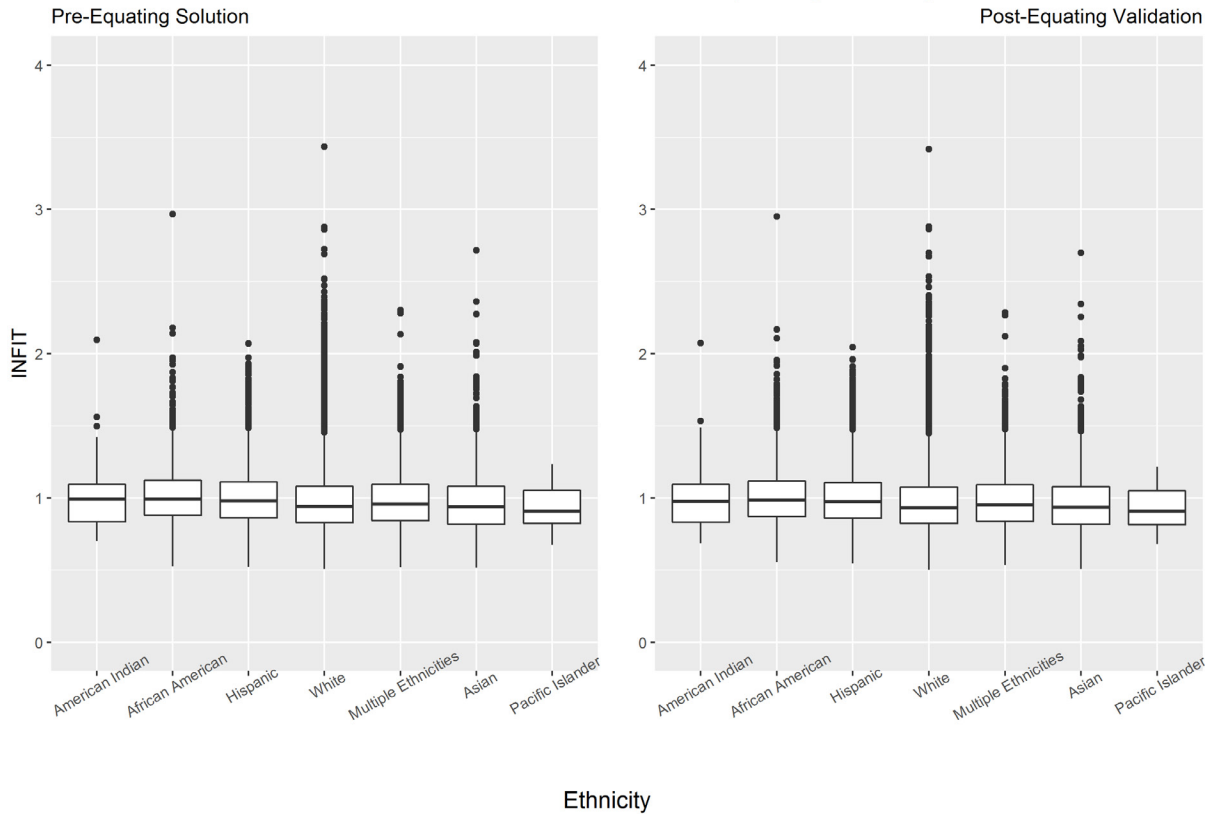 Pre-Equating Solution
Post-Equating Validation
INFIT
4
3
2
1
0
American Indian
African American
Hispanic
White
Multiple Ethnicities
Asian
Pacific Islander
4
3
2
1
0
American Indian
African American
Hispanic
White
Multiple Ethnicities
Asian
Pacific Islander
Ethnicity